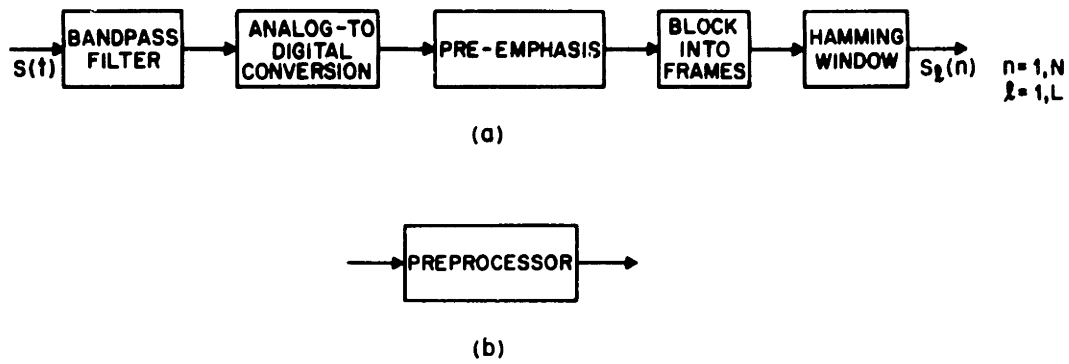 S(t)
BANDPASS
FILTER
ANALOG-TO
DIGITAL
CONVERSION
PRE-EMPHASIS
BLOCK
INTO
FRAMES
HAMMING
WINDOW
Sℓ(n)
n=1,N
ℓ=1,L
(a)
PREPROCESSOR
(b)